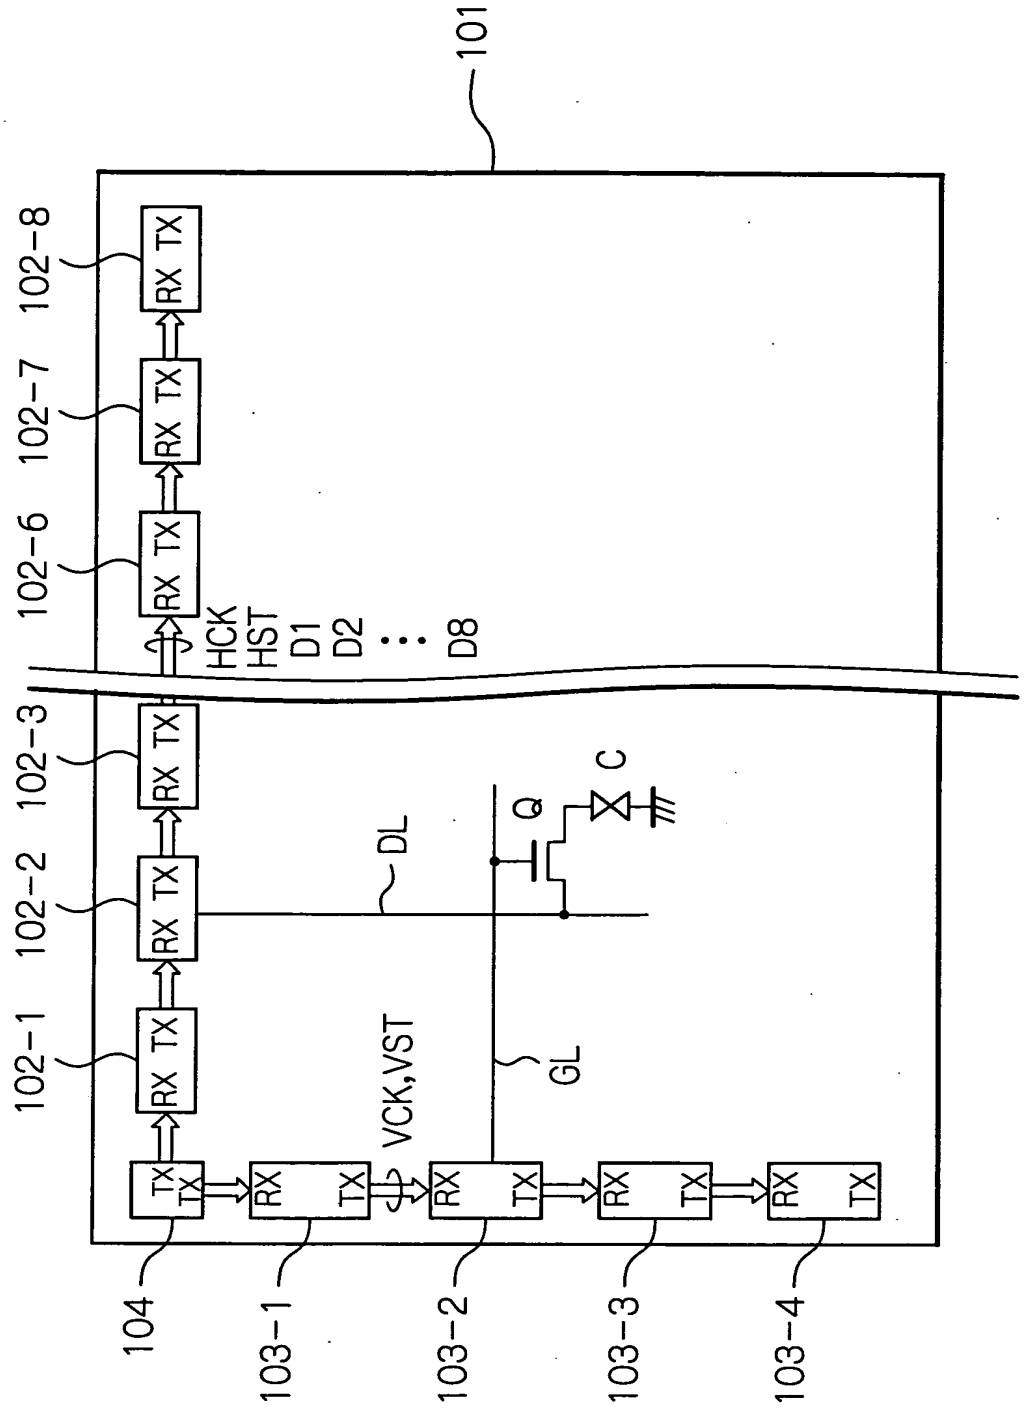 101
102-1
102-2
102-3
102-6
102-7
102-8
TX
TX
RX TX
RX TX
RX TX
RX TX
RX TX
RX TX
HCK
HST
D1
D2
⋯
D8
104
103-1
103-2
103-3
103-4
RX
TX
RX
TX
RX
TX
RX
TX
VCK,VST
DL
GL
Q
C